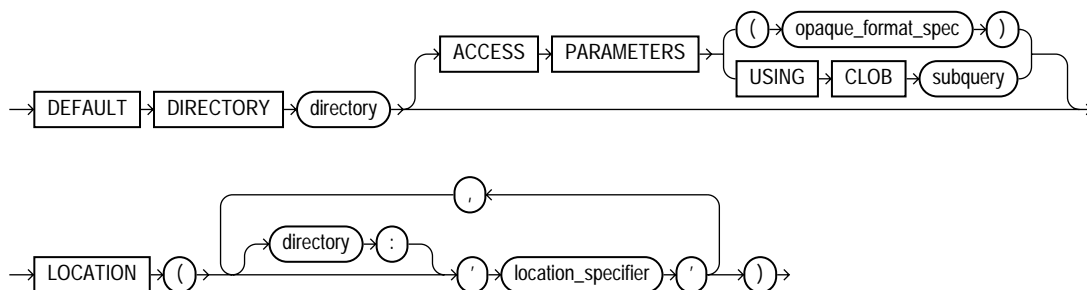 ACCESS PARAMETERS ( opaque_format_spec )
USING CLOB subquery
DEFAULT DIRECTORY directory
,
directory :
LOCATION ( ' location_specifier ' )